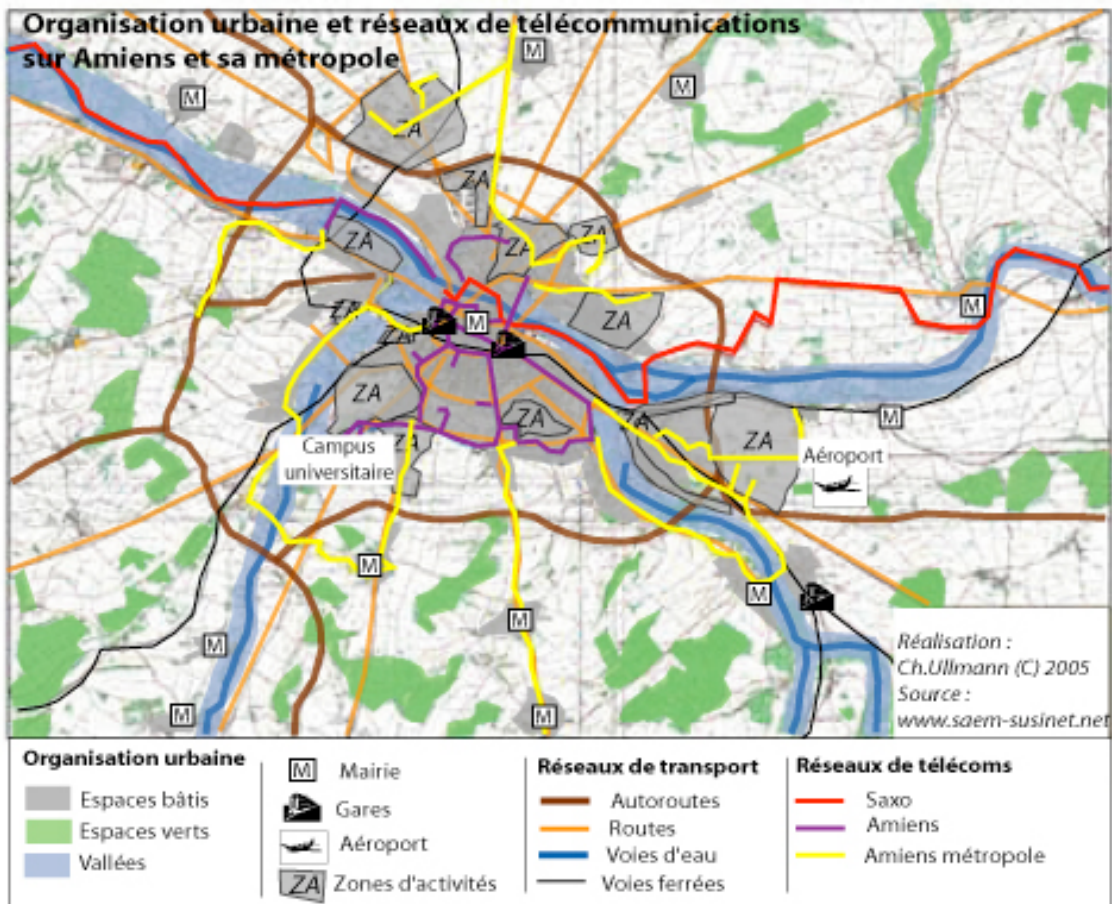 Organisation urbaine et réseaux de télécommunications
sur Amiens et sa métropole
M
M
M
ZA
ZA
ZA
ZA
ZA
M
ZA
M
ZA
ZA
ZA
ZA
ZA
ZA
ZA
M
Campus
universitaire
ZA
Aéroport
M
M
M
M
M
M
Réalisation :
Ch.Ullmann (C) 2005
Source :
www.saem-susinet.net
Organisation urbaine
Espaces bâtis
Espaces verts
Vallées
M Mairie
Gares
Aéroport
ZA Zones d'activités
Réseaux de transport
Autoroutes
Routes
Voies d'eau
Voies ferrées
Réseaux de télécoms
Saxo
Amiens
Amiens métropole